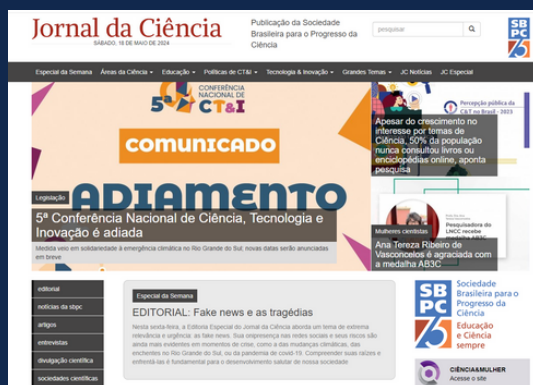 Jornal da Ciência
SÁBADO, 18 DE MAIO DE 2024
Publicação da Sociedade
Brasileira para o Progresso da
Ciência
pesquisar
SB
PC
75
Especial da Semana Áreas da Ciência Educação Políticas de CT&I Tecnologia & Inovação Grandes Temas JC Notícias JC Especial
5ª CONFERÊNCIA
NACIONAL DE
CT&I
COMUNICADO
ADIAMENTO
Legislação
5ª Conferência Nacional de Ciência, Tecnologia e
Inovação é adiada
Medida veio em solidariedade à emergência climática no Rio Grande do Sul, novas datas serão anunciadas
em breve
Percepção pública da
C&T no Brasil - 2023
Apesar do crescimento no
interesse por temas de
Ciência, 50% da população
nunca consultou livros ou
enciclopédias online, aponta
pesquisa
Pesquisadora do
LNCC recebe
medalha AB3C
Mulheres cientistas
Ana Tereza Ribeiro de
Vasconcelos é agraciada com
a medalha AB3C
editorial
notícias da sbpc
artigos
entrevistas
divulgação científica
sociedades científicas
Especial da Semana
EDITORIAL: Fake news e as tragédias
Nesta sexta-feira, a Editoria Especial do Jornal da Ciência aborda um tema de extrema
relevância e urgência: as fake news. Sua onipresença nas redes sociais e seus riscos são
ainda mais evidentes em momentos de crise, como a das mudanças climáticas, das
enchentes no Rio Grande do Sul, ou da pandemia de covid-19. Compreender suas raízes e
enfrentá-las é fundamental para o desenvolvimento salutar de nossa sociedade
SB
PC
75
Sociedade
Brasileira para o
Progresso da
Ciência
Educação
e Ciência
sempre
CIÊNCIA&MULHER
Acesse o site